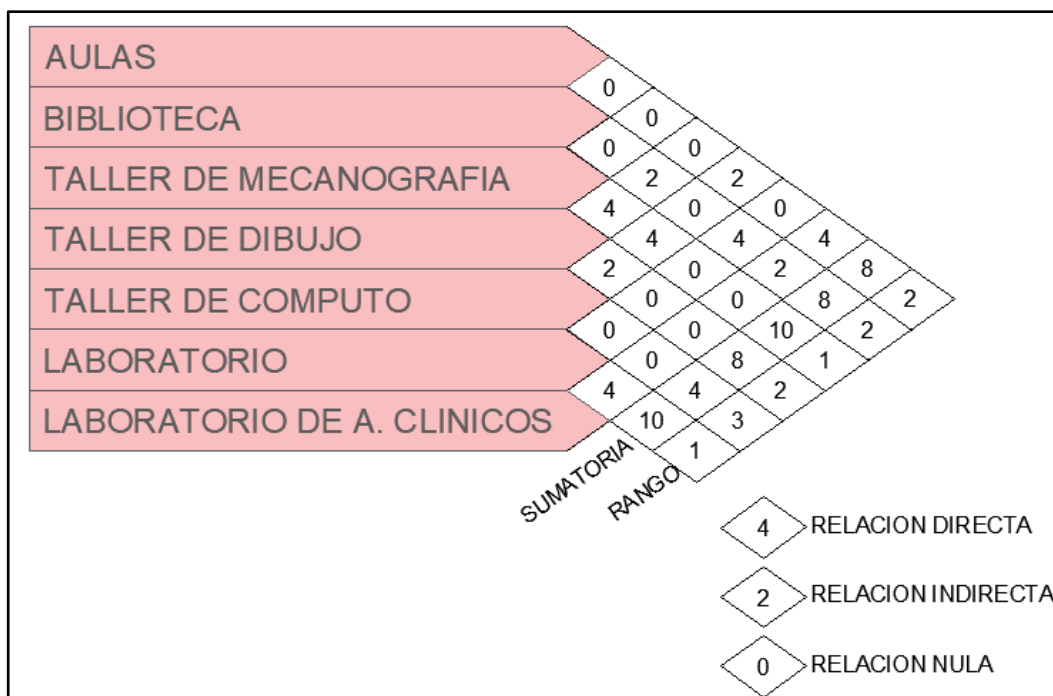 AULAS
0
BIBLIOTECA 0
0 0
TALLER DE MECANOGRAFIA 2 2
4 0 0
TALLER DE DIBUJO 4 4 4
2 0 2 8
TALLER DE COMPUTO 0 0 8 2
0 0 10 2
LABORATORIO 0 8 1
4 4 2
LABORATORIO DE A. CLINICOS 10 3
1
SUMATORIA
RANGO
4 RELACION DIRECTA
2 RELACION INDIRECTA
0 RELACION NULA